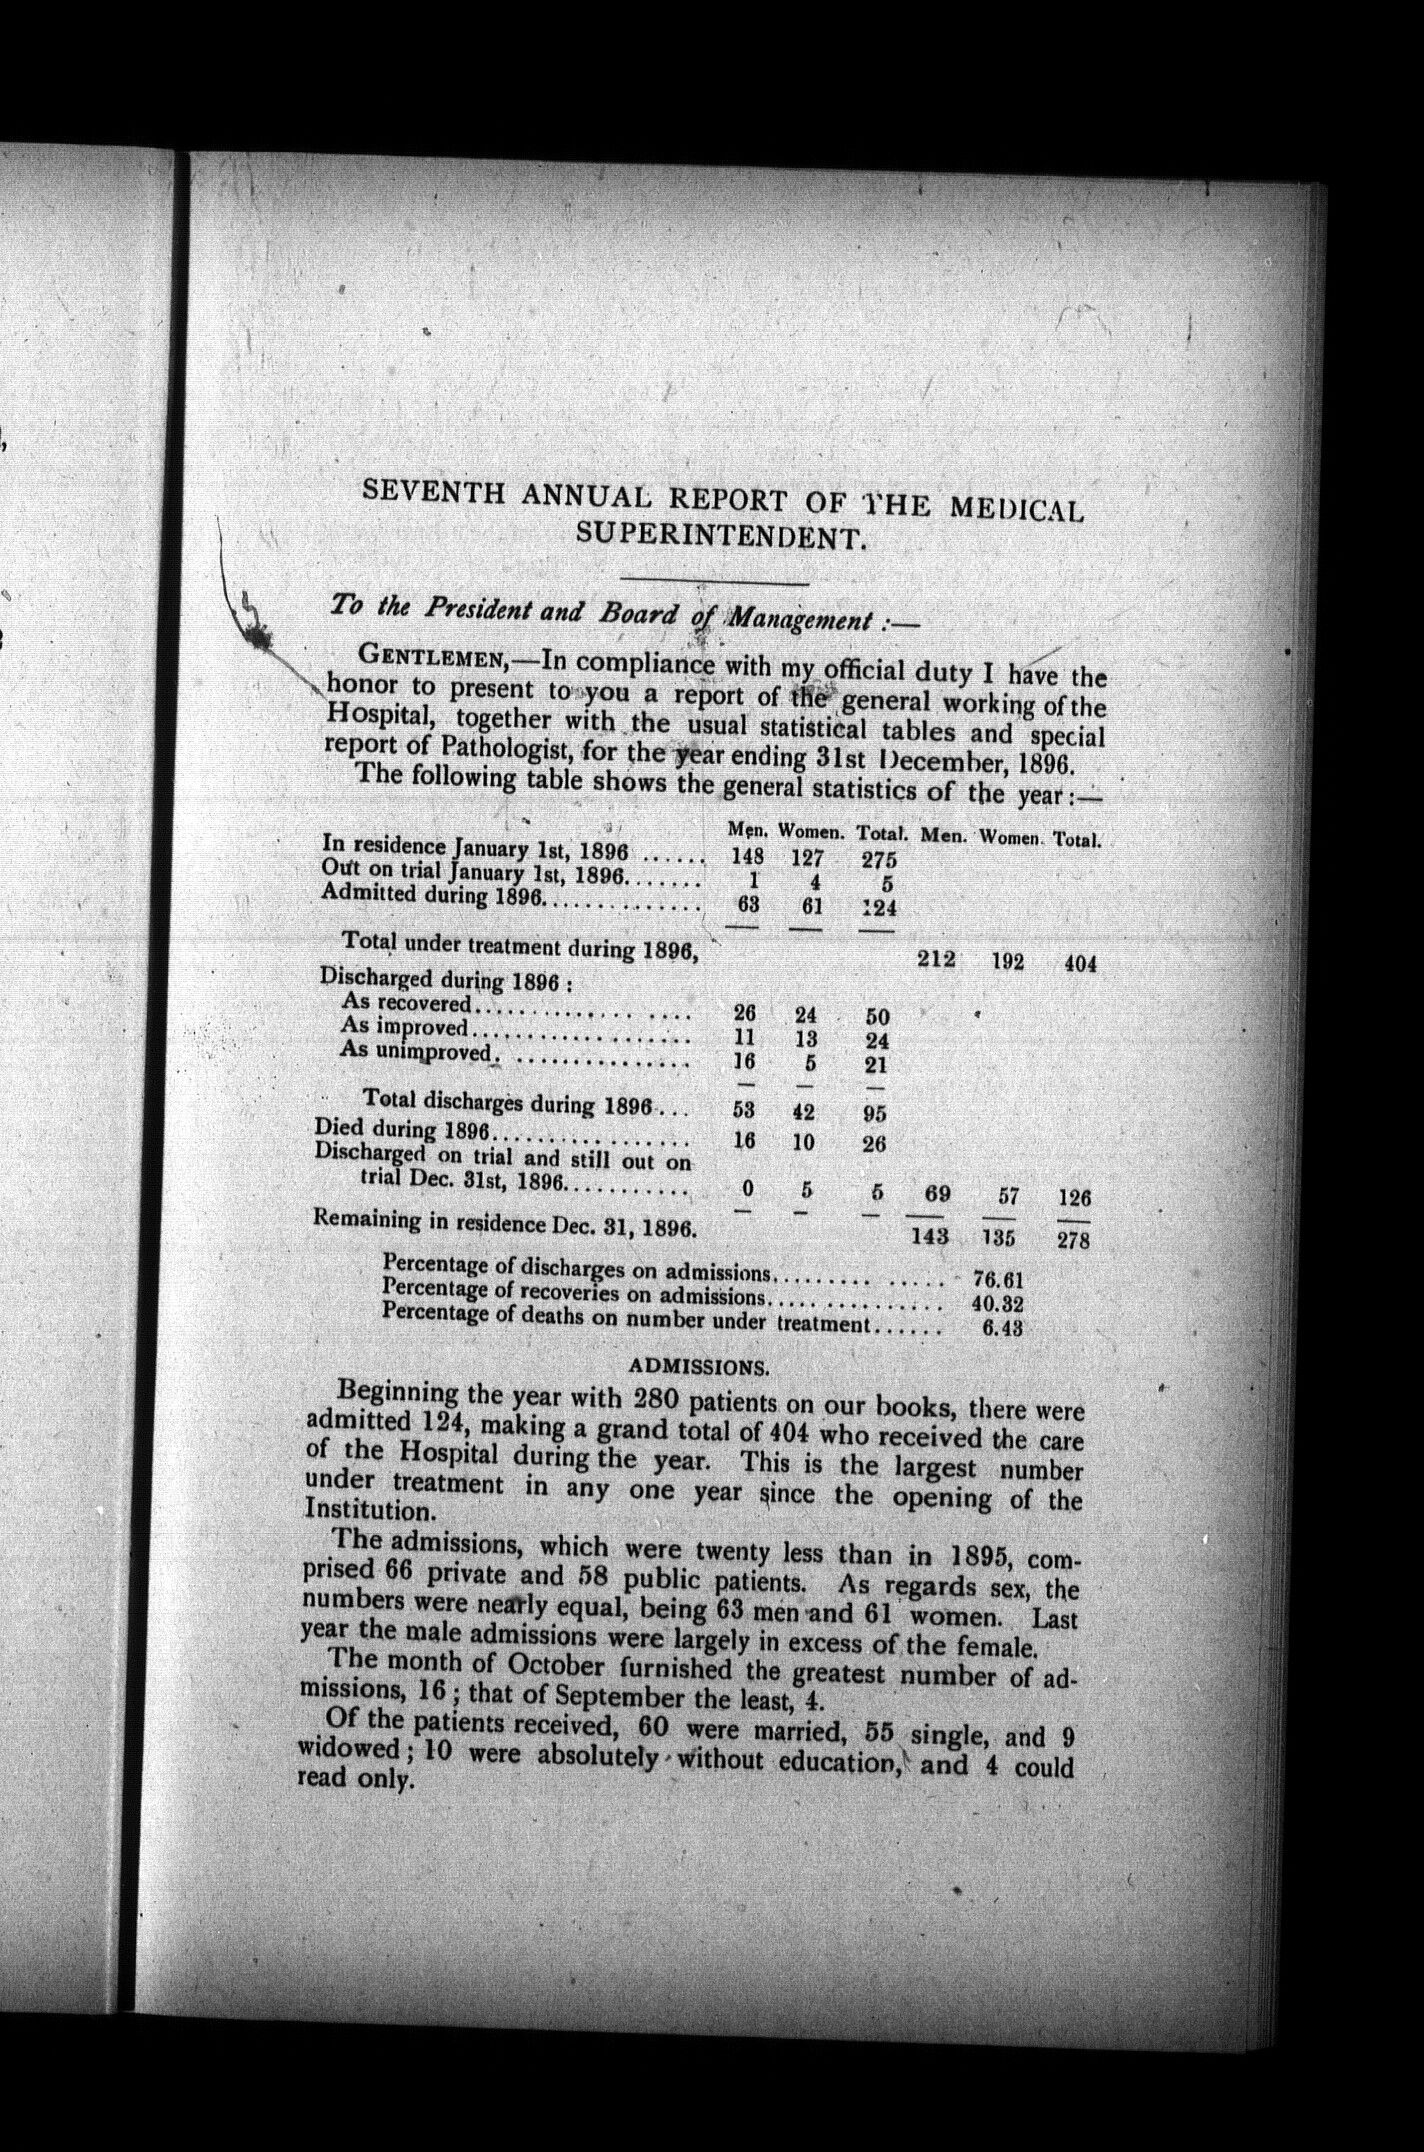 SEVENTH ANNUAL REPORT OF THE MEDICAL
SUPERINTENDENT.
To the President and Board of Management :—
GENTLEMEN,—In compliance with my official duty I have the
honor to present to you a report of the general working of the
Hospital, together with the usual statistical tables and special
report of Pathologist, for the year ending 31st December, 1896.
The following table shows the general statistics of the year:—
Men. Women. Total. Men. Women. Total.
In residence January 1st, 1896 ...... 148 127 275
Out on trial January 1st, 1896....... 1 4 5
Admitted during 1896.............. 63 61 124
Total under treatment during 1896, 212 192 404
Discharged during 1896 :
As recovered.............. .... 26 24 50
As improved................... 11 13 24
As unimproved. ............... 16 5 21
Total discharges during 1896... 53 42 95
Died during 1896................. 16 10 26
Discharged on trial and still out on
trial Dec. 31st, 1896........... 0 5 5 69 57 126
Remaining in residence Dec. 31, 1896. 143 135 278
Percentage of discharges on admissions......... ..... 76.61
Percentage of recoveries on admissions................ 40.32
Percentage of deaths on number under treatment...... 6.43
ADMISSIONS.
Beginning the year with 280 patients on our books, there were
admitted 124, making a grand total of 404 who received the care
of the Hospital during the year. This is the largest number
under treatment in any one year since the opening of the
Institution.
The admissions, which were twenty less than in 1895, com-
prised 66 private and 58 public patients. As regards sex, the
numbers were nearly equal, being 63 men and 61 women. Last
year the male admissions were largely in excess of the female.
The month of October furnished the greatest number of ad-
missions, 16 ; that of September the least, 4.
Of the patients received, 60 were married, 55 single, and 9
widowed ; 10 were absolutely without education, and 4 could
read only.